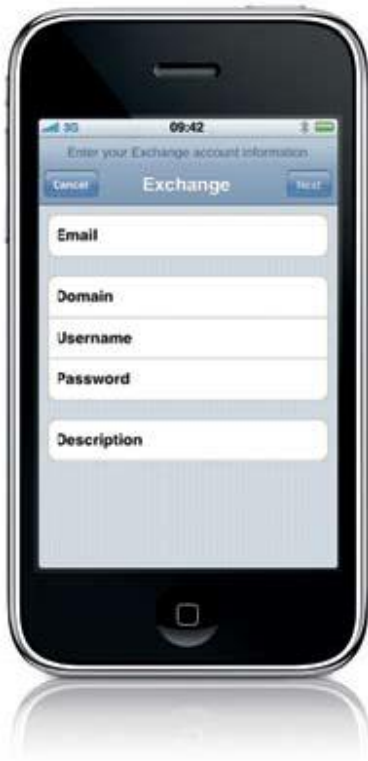 3G 09:42
Enter your Exchange account information
Cancel Exchange Next
Email
Domain
Username
Password
Description